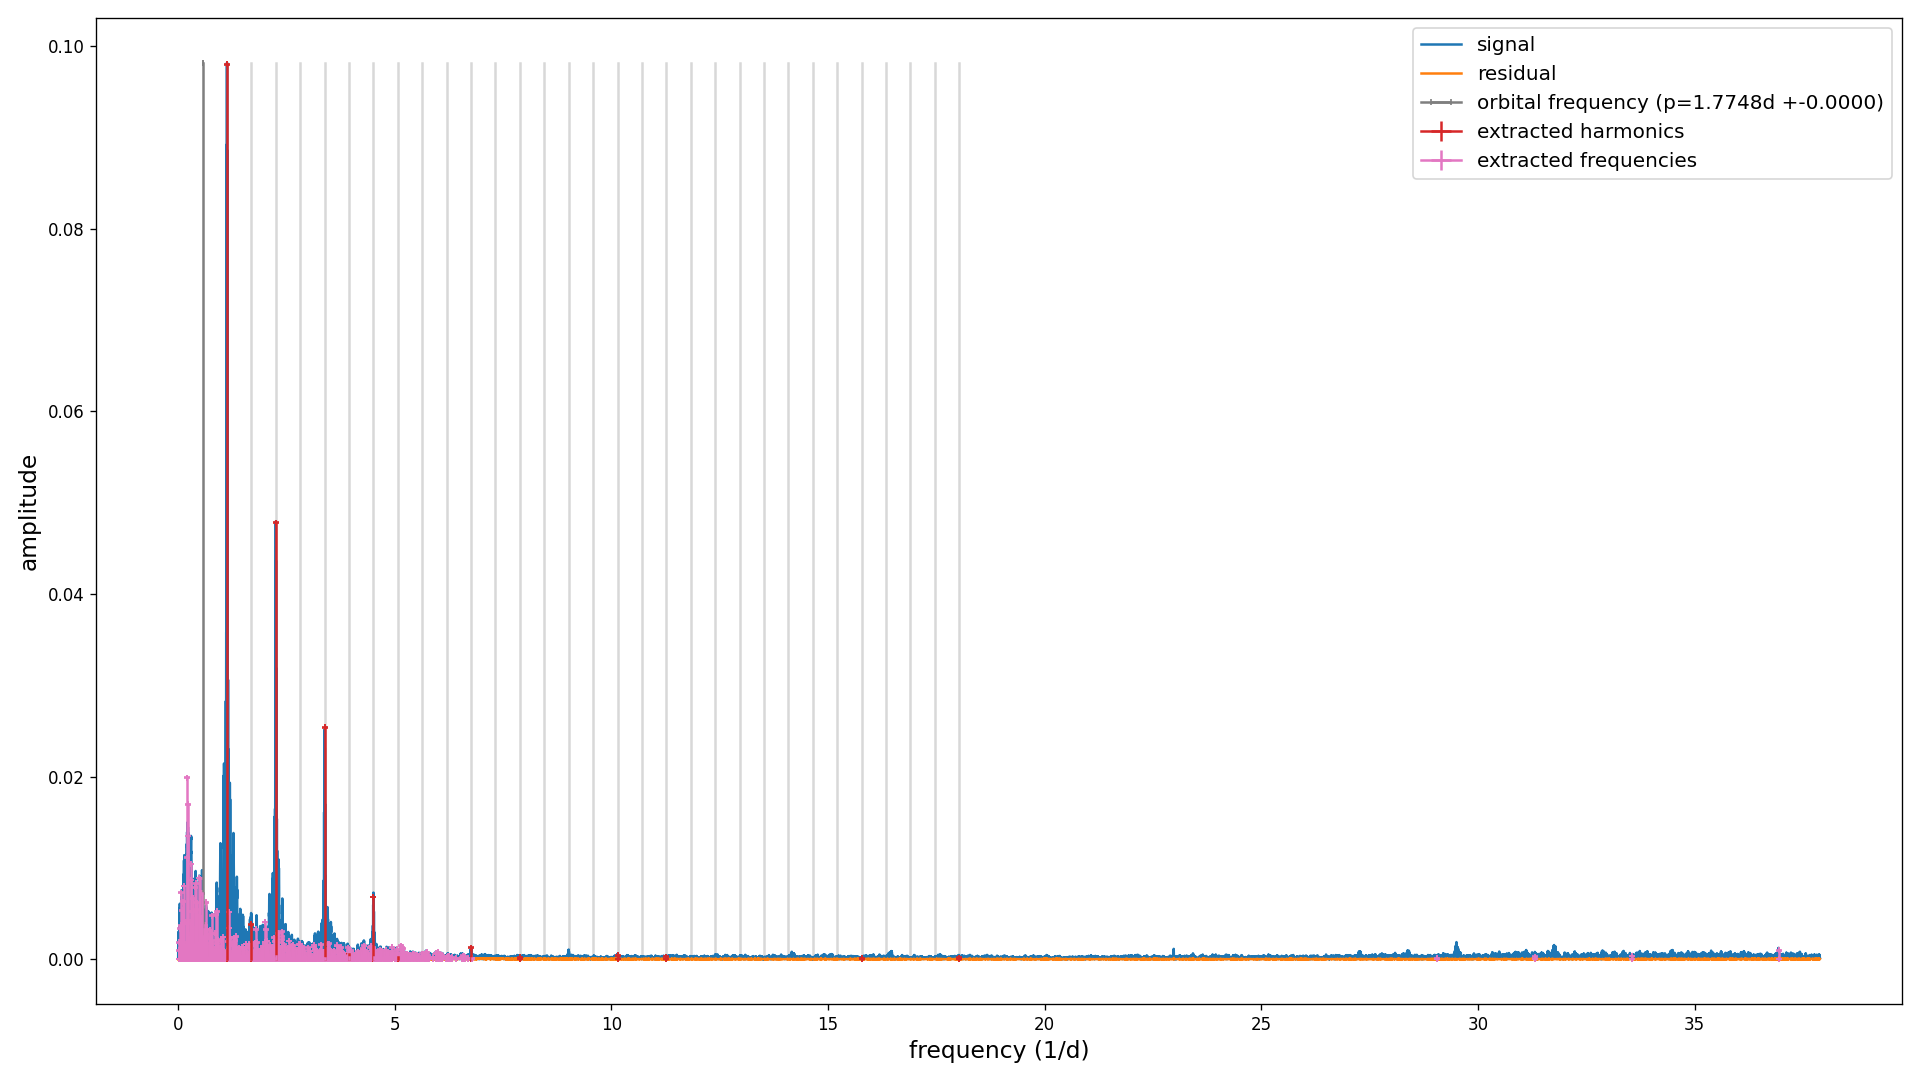 signal
residual
orbital frequency (p=1.7748d +-0.0000)
extracted harmonics
extracted frequencies
0.10
0.08
0.06
0.04
0.02
0.00
amplitude
0 5 10 15 20 25 30 35
frequency (1/d)